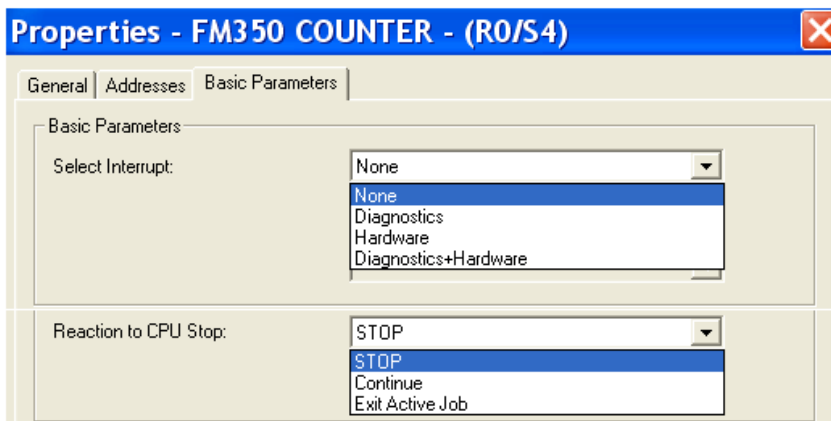 Properties - FM350 COUNTER - (R0/S4)
General Addresses Basic Parameters
Basic Parameters
Select Interrupt: None
None
Diagnostics
Hardware
Diagnostics+Hardware
Reaction to CPU Stop: STOP
STOP
Continue
Exit Active Job